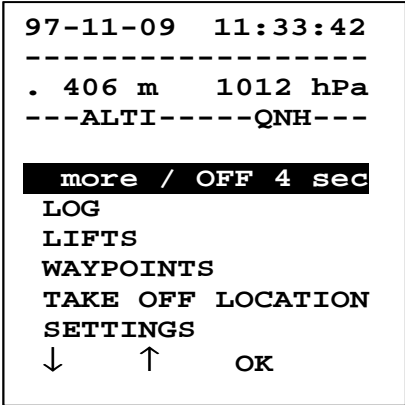 97-11-09 11:33:42
------------------
. 406 m 1012 hPa
---ALTI-----QNH---
more / OFF 4 sec
LOG
LIFTS
WAYPOINTS
TAKE OFF LOCATION
SETTINGS
↓ ↑ OK